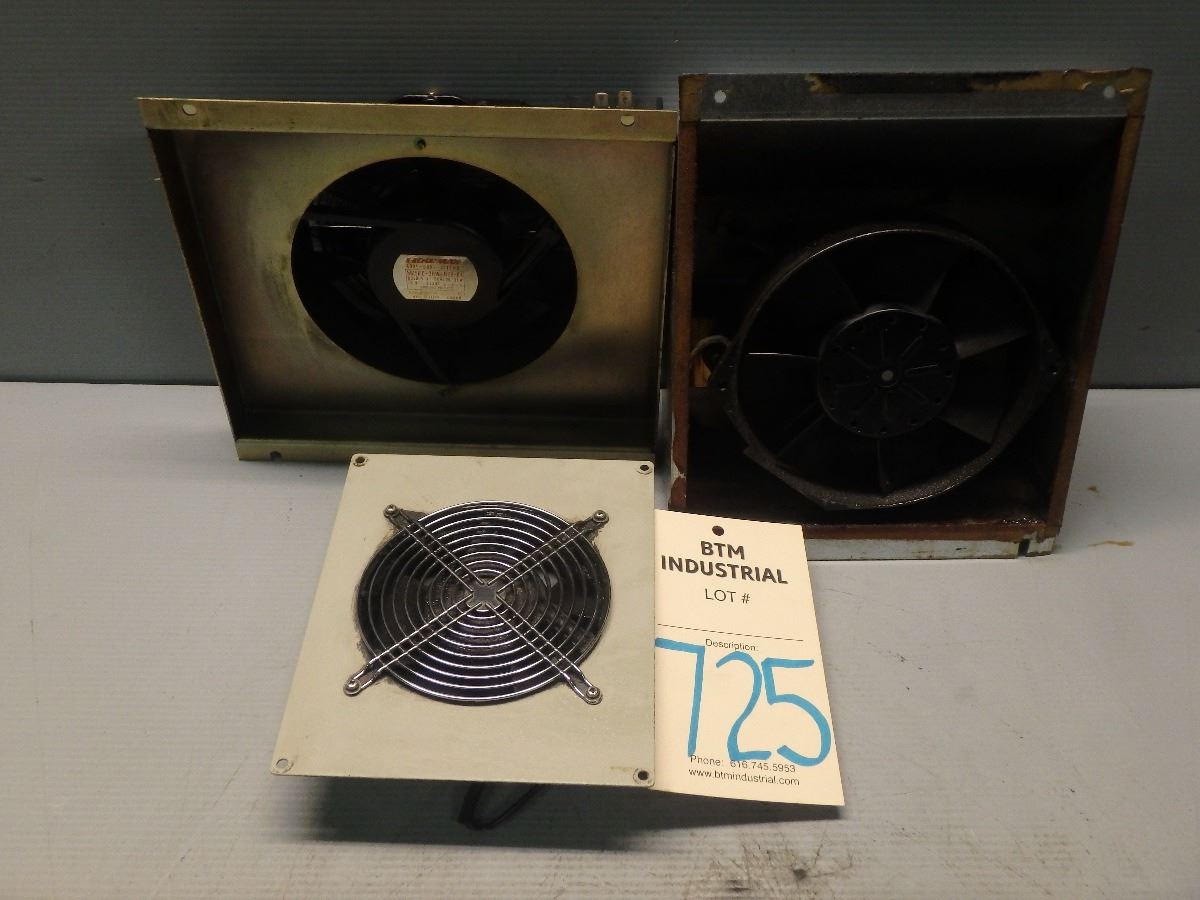 BTM
INDUSTRIAL
LOT #
Description:
725
Phone: 616.745.5953
www.btmindustrial.com